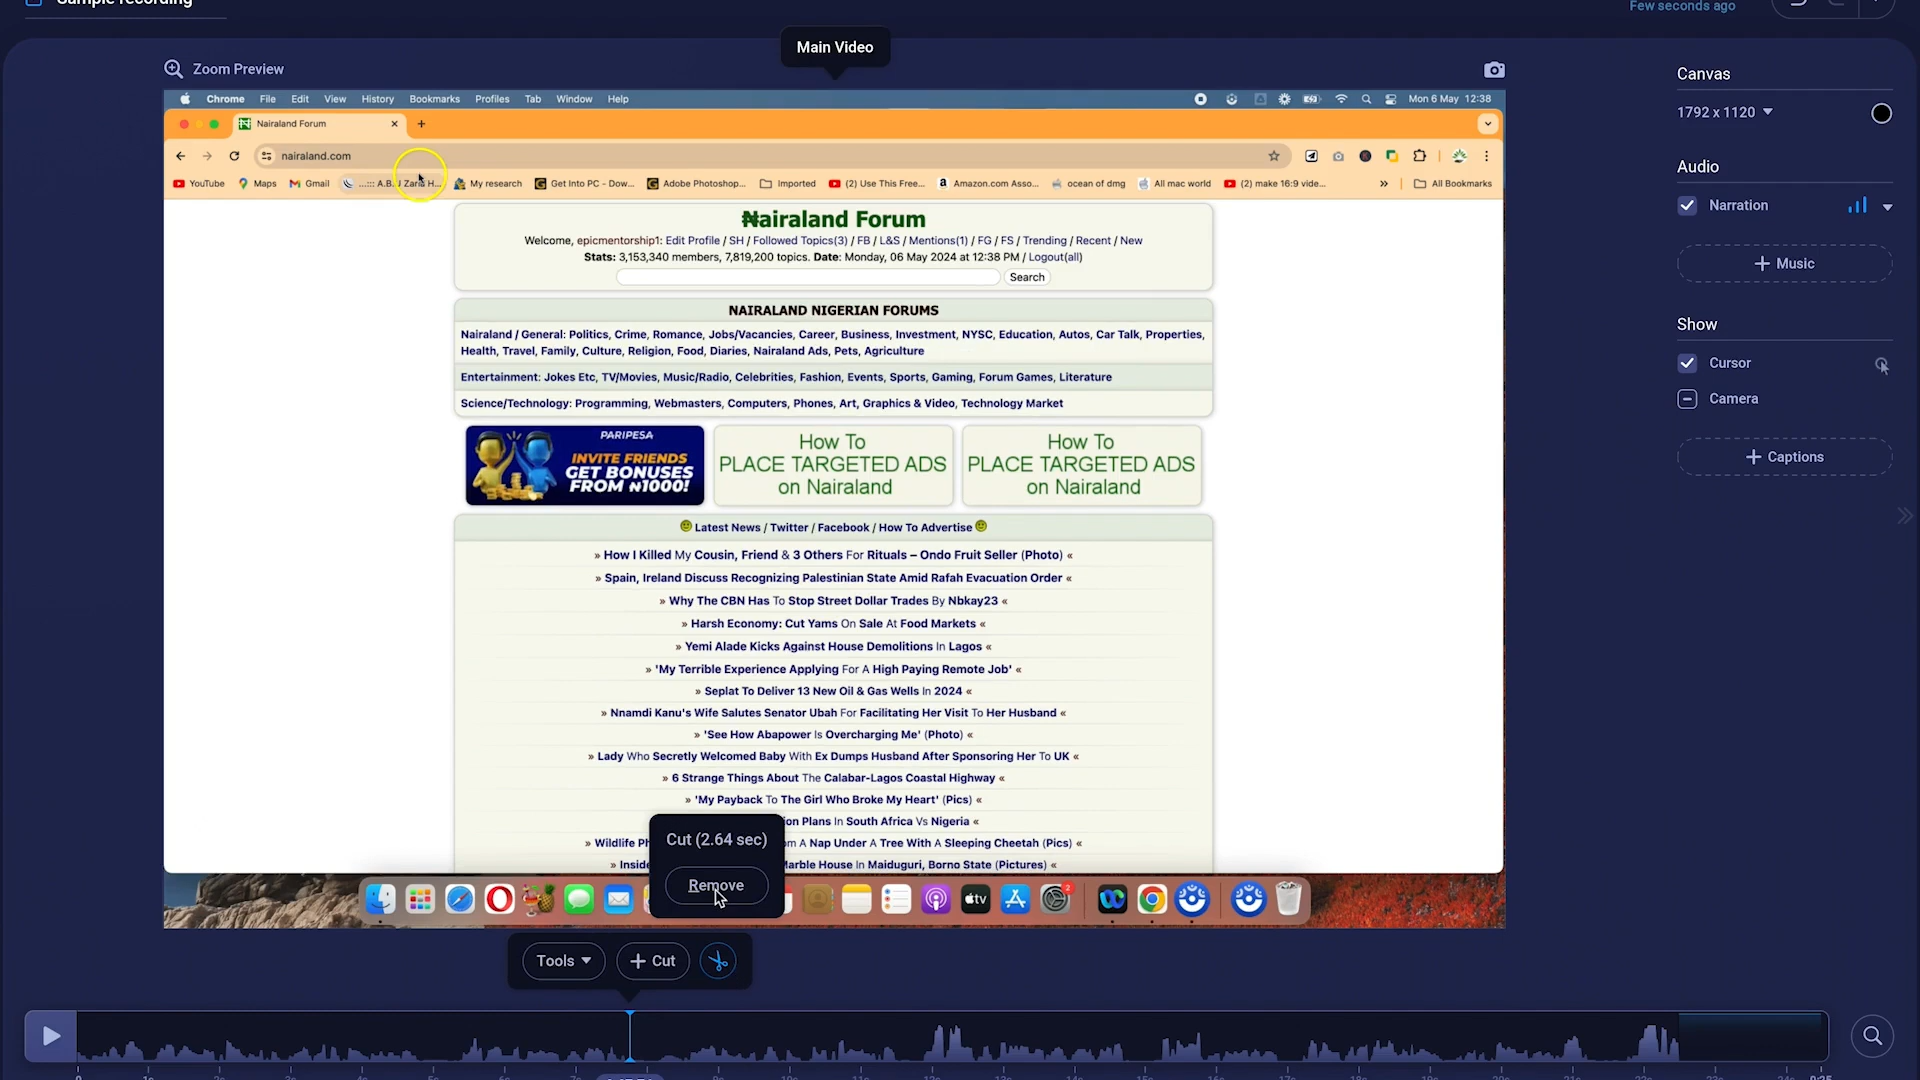 Sample recording
Few seconds ago
Main Video
Zoom Preview
Chrome File Edit View History Bookmarks Profiles Tab Window Help
Mon 6 May 12:38
Nairaland Forum
nairaland.com
YouTube Maps Gmail ...::: A.B.U Zaria H... My research Get Into PC - Dow... Adobe Photoshop... Imported (2) Use This Free... Amazon.com Asso... ocean of dmg All mac world (2) make 16:9 vide... » All Bookmarks
₦airaland Forum
Welcome, epicmentorship1: Edit Profile / SH / Followed Topics(3) / FB / L&S / Mentions(1) / FG / FS / Trending / Recent / New
Stats: 3,153,340 members, 7,819,200 topics. Date: Monday, 06 May 2024 at 12:38 PM / Logout(all)
Search
NAIRALAND NIGERIAN FORUMS
Nairaland / General: Politics, Crime, Romance, Jobs/Vacancies, Career, Business, Investment, NYSC, Education, Autos, Car Talk, Properties,
Health, Travel, Family, Culture, Religion, Food, Diaries, Nairaland Ads, Pets, Agriculture
Entertainment: Jokes Etc, TV/Movies, Music/Radio, Celebrities, Fashion, Events, Sports, Gaming, Forum Games, Literature
Science/Technology: Programming, Webmasters, Computers, Phones, Art, Graphics & Video, Technology Market
PARIPESA
INVITE FRIENDS
GET BONUSES
FROM ₦1000!
How To
PLACE TARGETED ADS
on Nairaland
How To
PLACE TARGETED ADS
on Nairaland
Latest News / Twitter / Facebook / How To Advertise
» How I Killed My Cousin, Friend & 3 Others For Rituals – Ondo Fruit Seller (Photo) «
» Spain, Ireland Discuss Recognizing Palestinian State Amid Rafah Evacuation Order «
» Why The CBN Has To Stop Street Dollar Trades By Nbkay23 «
» Harsh Economy: Cut Yams On Sale At Food Markets «
» Yemi Alade Kicks Against House Demolitions In Lagos «
» 'My Terrible Experience Applying For A High Paying Remote Job' «
» Seplat To Deliver 13 New Oil & Gas Wells In 2024 «
» Nnamdi Kanu's Wife Salutes Senator Ubah For Facilitating Her Visit To Her Husband «
» 'See How Abapower Is Overcharging Me' (Photo) «
» Lady Who Secretly Welcomed Baby With Ex Dumps Husband After Sponsoring Her To UK «
» 6 Strange Things About The Calabar-Lagos Coastal Highway «
» 'My Payback To The Girl Who Broke My Heart' (Pics) «
Plans In South Africa Vs Nigeria «
» Wildlife A Nap Under A Tree With A Sleeping Cheetah (Pics) «
» Marble House In Maiduguri, Borno State (Pictures) «
Cut (2.64 sec)
Remove
tv
2
Tools
+ Cut
Canvas
1792 x 1120
Audio
Narration
+ Music
Show
Cursor
Camera
+ Captions